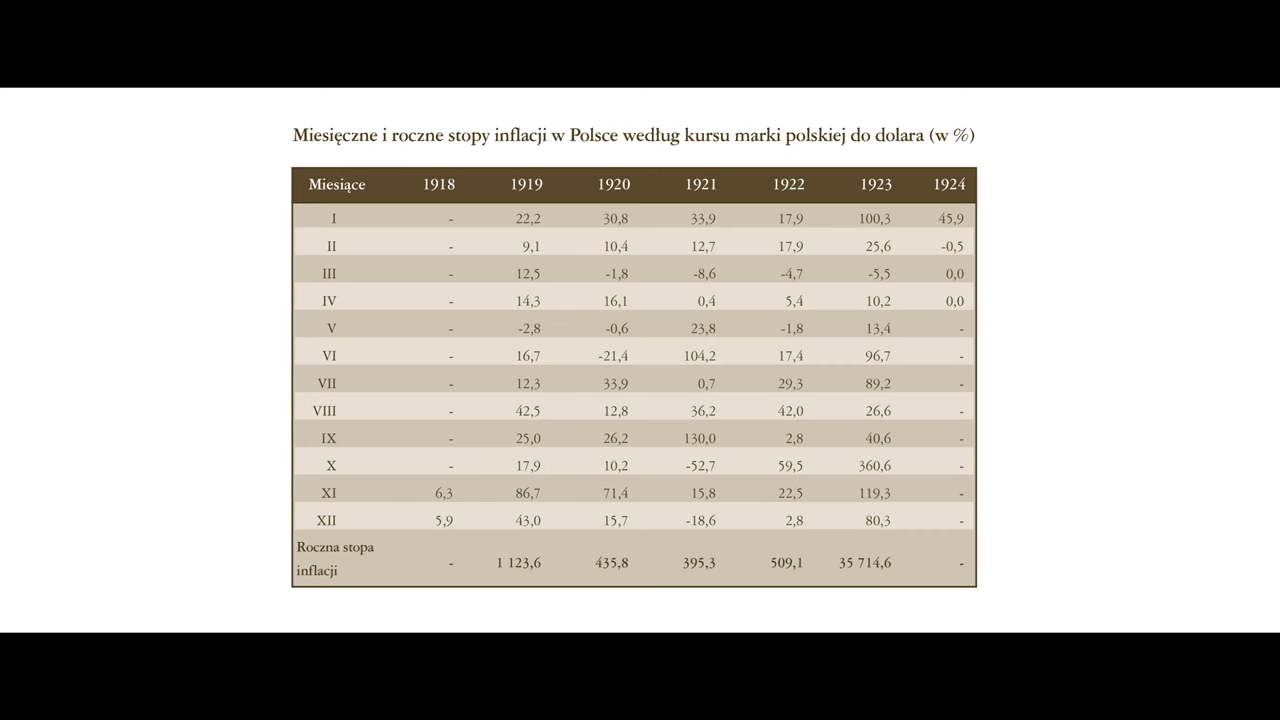 Miesięczne i roczne stopy inflacji w Polsce według kursu marki polskiej do dolara (w %)
Miesiące 1918 1919 1920 1921 1922 1923 1924
I - 22,2 30,8 33,9 17,9 100,3 45,9
II - 9,1 10,4 12,7 17,9 25,6 -0,5
III - 12,5 -1,8 -8,6 -4,7 -5,5 0,0
IV - 14,3 16,1 0,4 5,4 10,2 0,0
V - -2,8 -0,6 23,8 -1,8 13,4 -
VI - 16,7 -21,4 104,2 17,4 96,7 -
VII - 12,3 33,9 0,7 29,3 89,2 -
VIII - 42,5 12,8 36,2 42,0 26,6 -
IX - 25,0 26,2 130,0 2,8 40,6 -
X - 17,9 10,2 -52,7 59,5 360,6 -
XI 6,3 86,7 71,4 15,8 22,5 119,3 -
XII 5,9 43,0 15,7 -18,6 2,8 80,3 -
Roczna stopa
inflacji - 1 123,6 435,8 395,3 509,1 35 714,6 -